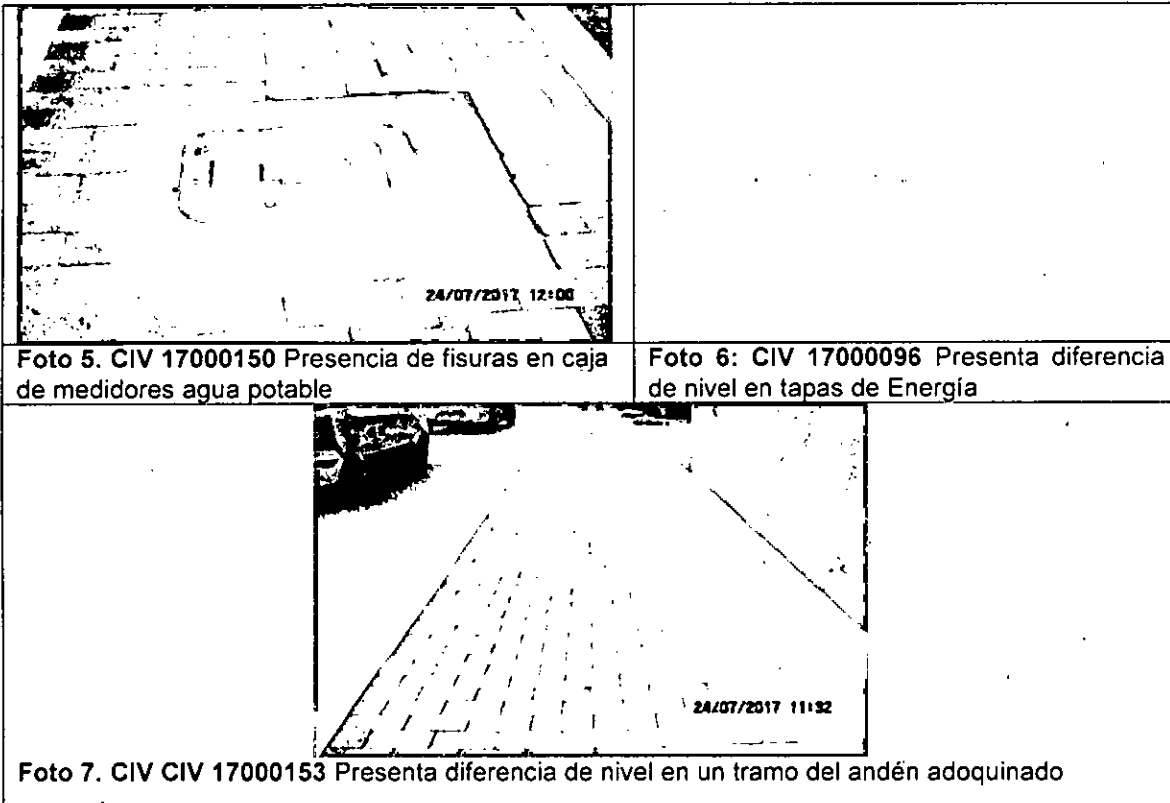 24/07/2017 12:00
Foto 5. CIV 17000150 Presencia de fisuras en caja
de medidores agua potable
Foto 6: CIV 17000096 Presenta diferencia
de nivel en tapas de Energía
24/07/2017 11:32
Foto 7. CIV CIV 17000153 Presenta diferencia de nivel en un tramo del andén adoquinado